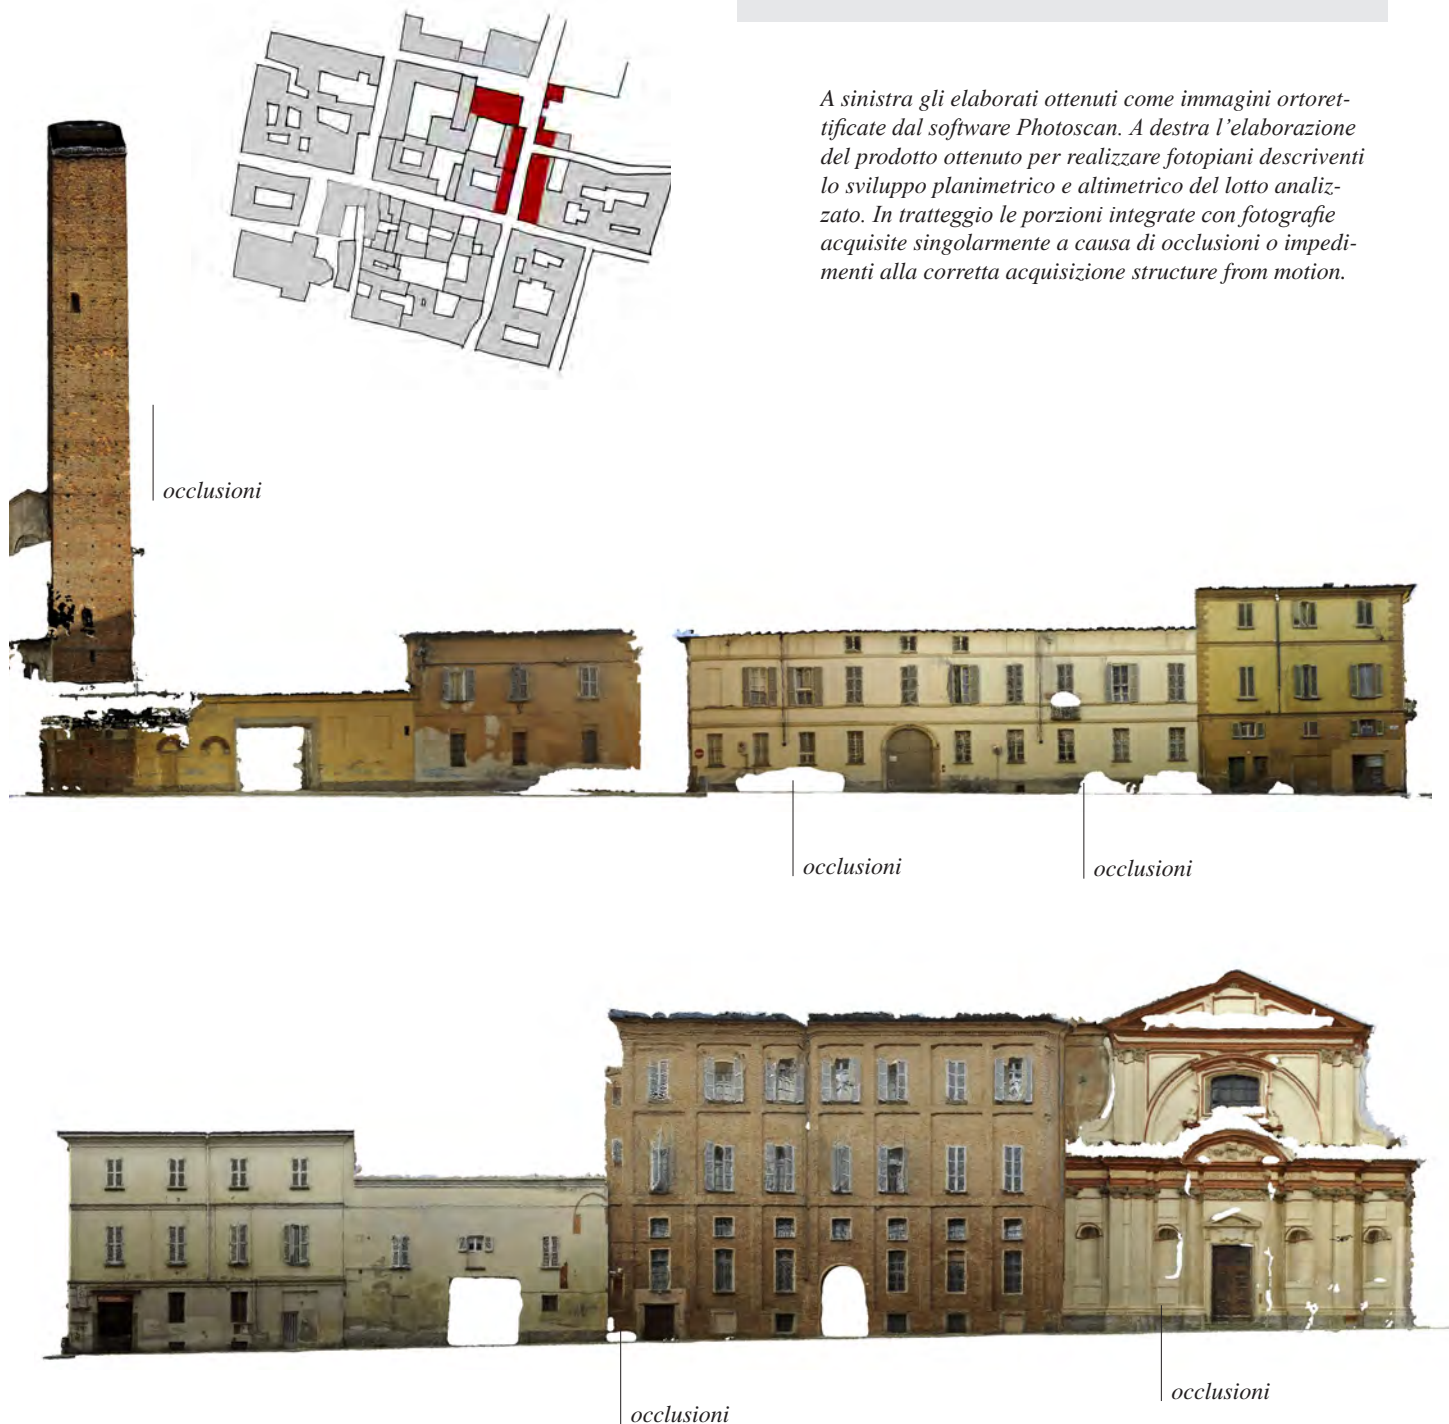 A sinistra gli elaborati ottenuti come immagini ortoret-
tificate dal software Photoscan. A destra l’elaborazione
del prodotto ottenuto per realizzare fotopiani descriventi
lo sviluppo planimetrico e altimetrico del lotto analiz-
zato. In tratteggio le porzioni integrate con fotografie
acquisite singolarmente a causa di occlusioni o impedi-
menti alla corretta acquisizione structure from motion.
occlusioni
occlusioni
occlusioni
occlusioni
occlusioni